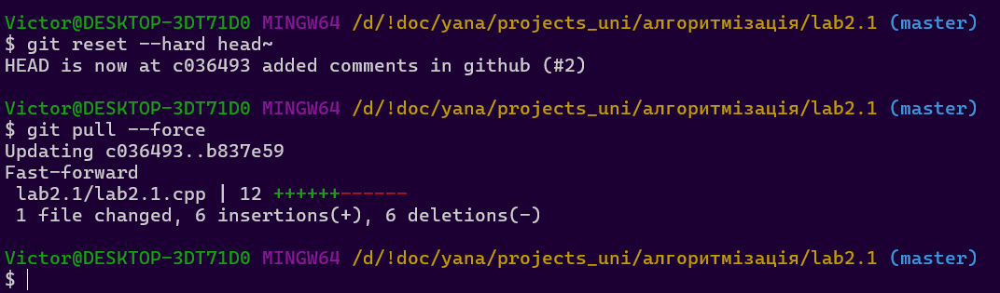 Victor@DESKTOP-3DT71D0 MINGW64 /d/!doc/yana/projects_uni/алгоритмізація/lab2.1 (master)
$ git reset --hard head~
HEAD is now at c036493 added comments in github (#2)
Victor@DESKTOP-3DT71D0 MINGW64 /d/!doc/yana/projects_uni/алгоритмізація/lab2.1 (master)
$ git pull --force
Updating c036493..b837e59
Fast-forward
 lab2.1/lab2.1.cpp | 12 ++++++------
 1 file changed, 6 insertions(+), 6 deletions(-)
Victor@DESKTOP-3DT71D0 MINGW64 /d/!doc/yana/projects_uni/алгоритмізація/lab2.1 (master)
$